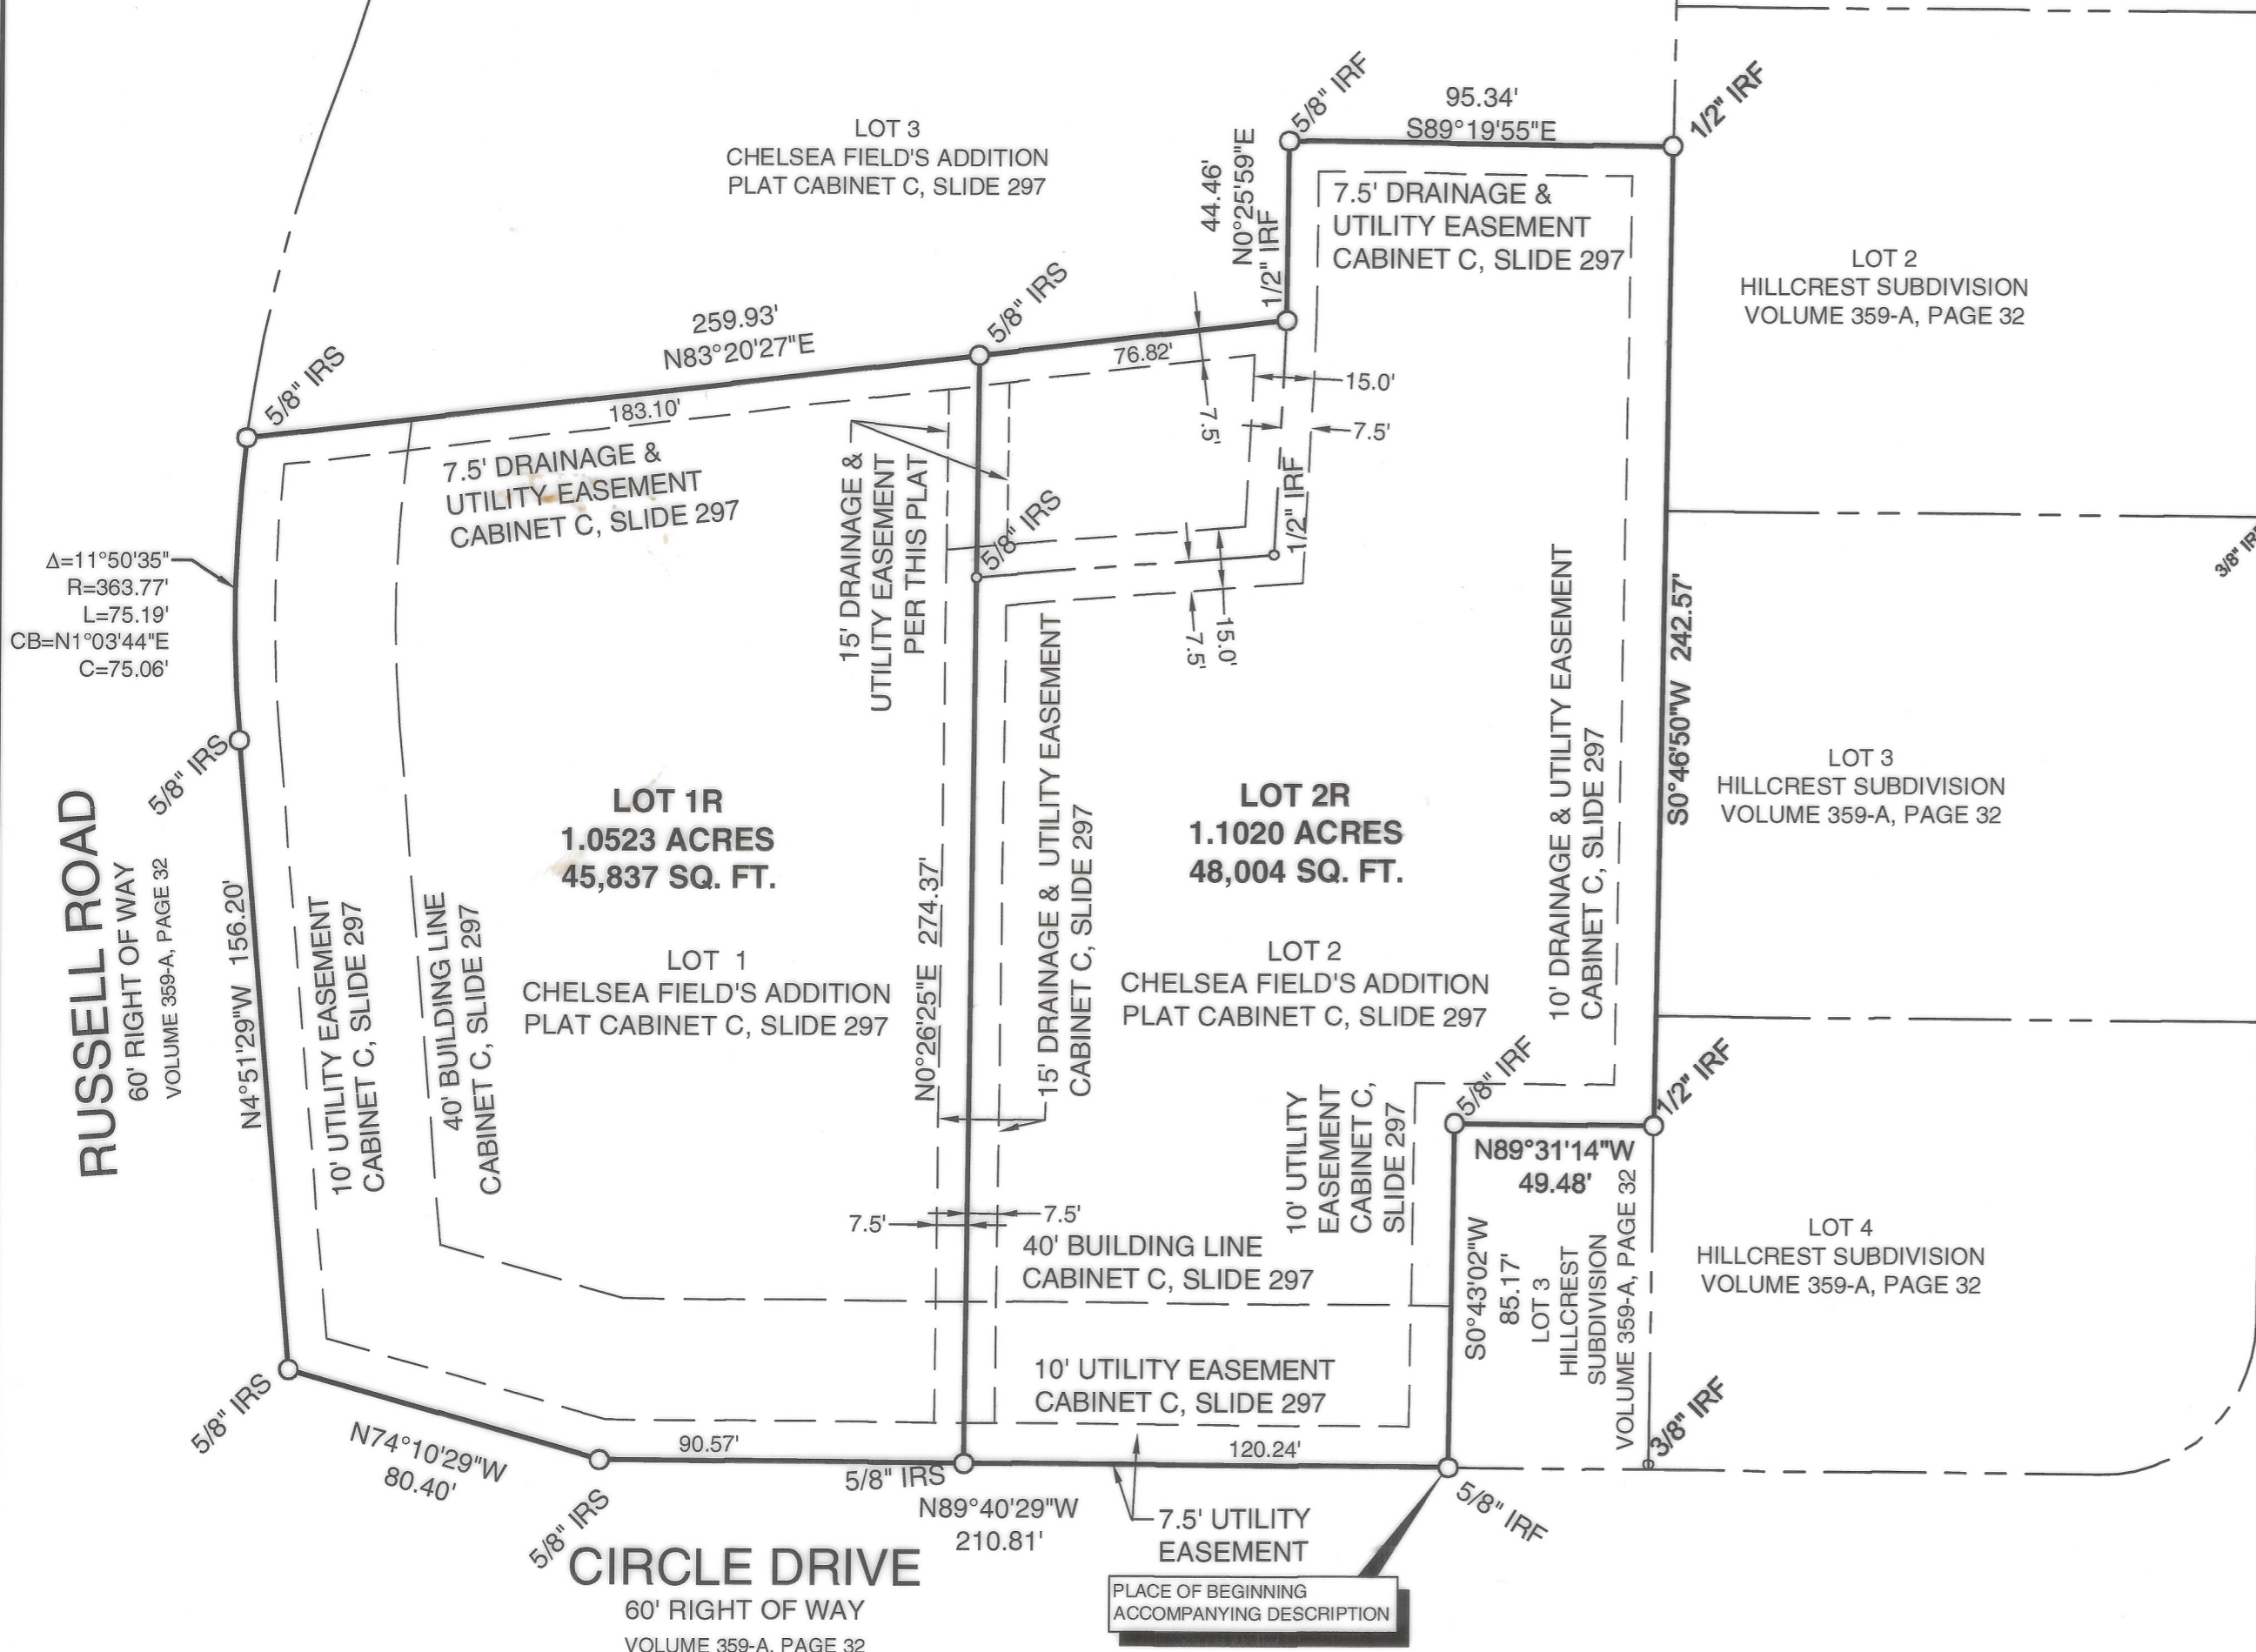 LOT 3
CHELSEA FIELD'S ADDITION
PLAT CABINET C, SLIDE 297
5/8" IRF
95.34'
S89°19'55"E
1/2" IRF
44.46'
N0°25'59"E
1/2" IRF
7.5' DRAINAGE &
UTILITY EASEMENT
CABINET C, SLIDE 297
LOT 2
HILLCREST SUBDIVISION
VOLUME 359-A, PAGE 32
259.93'
N83°20'27"E
5/8" IRS
5/8" IRS
183.10'
76.82'
15.0'
7.5'
7.5'
7.5' DRAINAGE &
UTILITY EASEMENT
CABINET C, SLIDE 297
15' DRAINAGE &
UTILITY EASEMENT
PER THIS PLAT
5/8" IRS
1/2" IRF
7.5'
15.0'
3/8" IRF
Δ=11°50'35"
R=363.77'
L=75.19'
CB=N1°03'44"E
C=75.06'
5/8" IRS
RUSSELL ROAD
60' RIGHT OF WAY
VOLUME 359-A, PAGE 32
N4°51'29"W 156.20'
10' UTILITY EASEMENT
CABINET C, SLIDE 297
40' BUILDING LINE
CABINET C, SLIDE 297
LOT 1R
1.0523 ACRES
45,837 SQ. FT.
LOT 1
CHELSEA FIELD'S ADDITION
PLAT CABINET C, SLIDE 297
N0°26'25"E 274.37'
15' DRAINAGE & UTILITY EASEMENT
CABINET C, SLIDE 297
LOT 2R
1.1020 ACRES
48,004 SQ. FT.
LOT 2
CHELSEA FIELD'S ADDITION
PLAT CABINET C, SLIDE 297
10' DRAINAGE & UTILITY EASEMENT
CABINET C, SLIDE 297
S0°46'50"W 242.57'
LOT 3
HILLCREST SUBDIVISION
VOLUME 359-A, PAGE 32
5/8" IRF
1/2" IRF
N89°31'14"W
49.48'
10' UTILITY
EASEMENT
CABINET C,
SLIDE 297
S0°43'02"W
85.17'
LOT 3
HILLCREST
SUBDIVISION
VOLUME 359-A, PAGE 32
LOT 4
HILLCREST SUBDIVISION
VOLUME 359-A, PAGE 32
7.5'
7.5'
40' BUILDING LINE
CABINET C, SLIDE 297
10' UTILITY EASEMENT
CABINET C, SLIDE 297
3/8" IRF
5/8" IRS
N74°10'29"W
80.40'
90.57'
5/8" IRS
120.24'
5/8" IRS
N89°40'29"W
210.81'
7.5' UTILITY
EASEMENT
5/8" IRF
CIRCLE DRIVE
60' RIGHT OF WAY
VOLUME 359-A, PAGE 32
PLACE OF BEGINNING
ACCOMPANYING DESCRIPTION